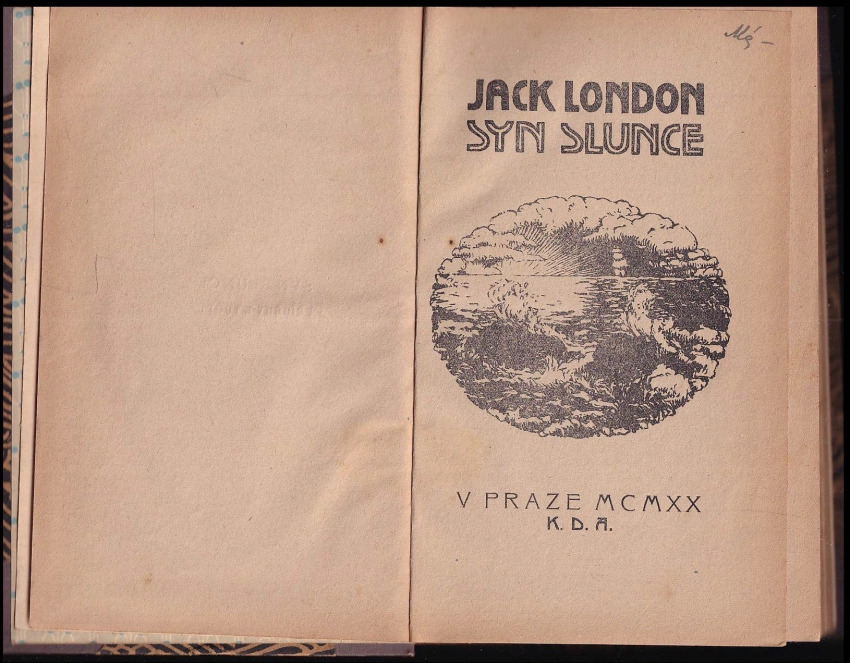 JACK LONDON
SYN SLUNCE
V PRAZE MCMXX
K. D. A.